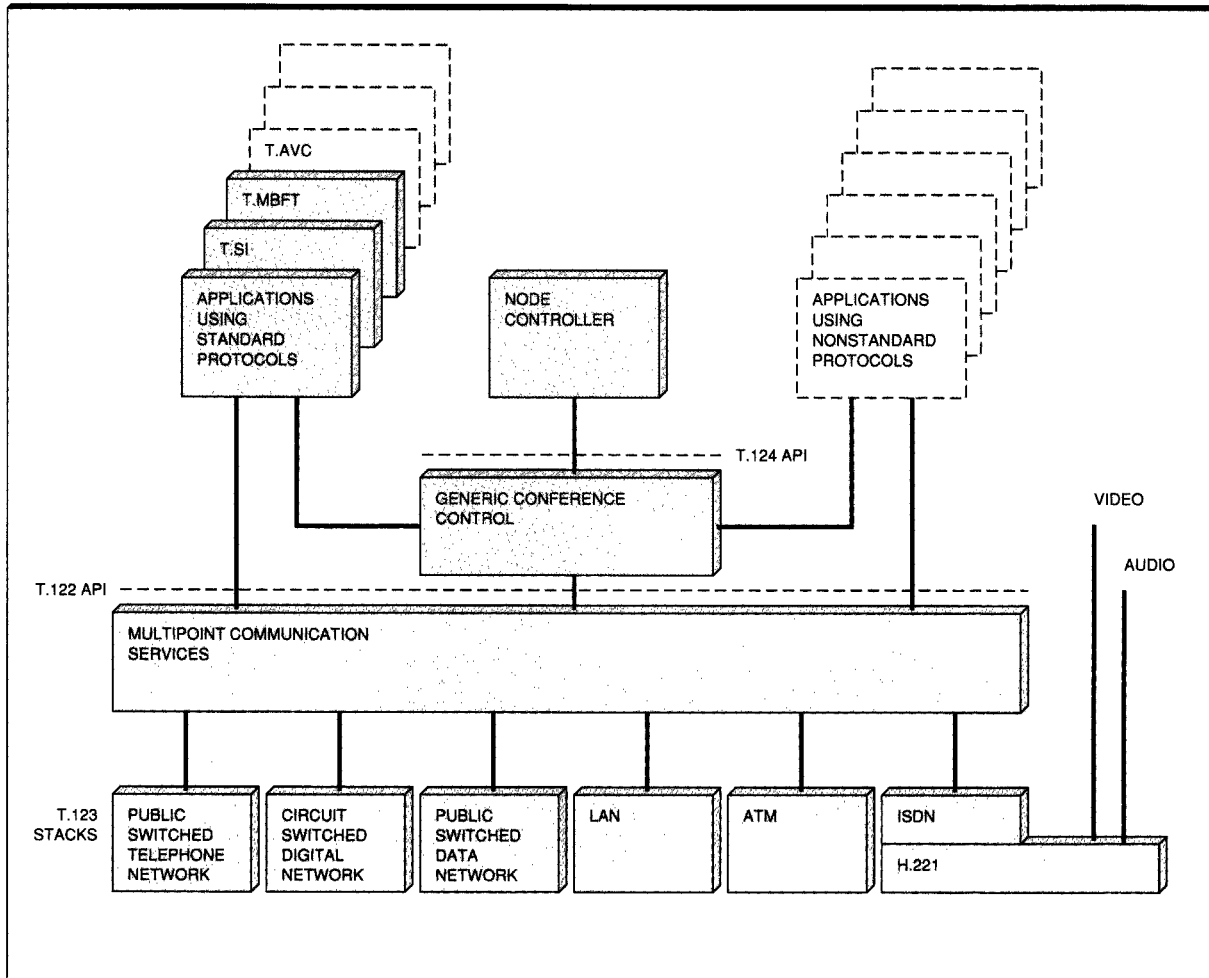 T.AVC
T.MBFT
T.SI
APPLICATIONS
USING
STANDARD
PROTOCOLS
NODE
CONTROLLER
APPLICATIONS
USING
NONSTANDARD
PROTOCOLS
T.124 API
GENERIC CONFERENCE
CONTROL
VIDEO
AUDIO
T.122 API
MULTIPOINT COMMUNICATION
SERVICES
T.123
STACKS
PUBLIC
SWITCHED
TELEPHONE
NETWORK
CIRCUIT
SWITCHED
DIGITAL
NETWORK
PUBLIC
SWITCHED
DATA
NETWORK
LAN
ATM
ISDN
H.221